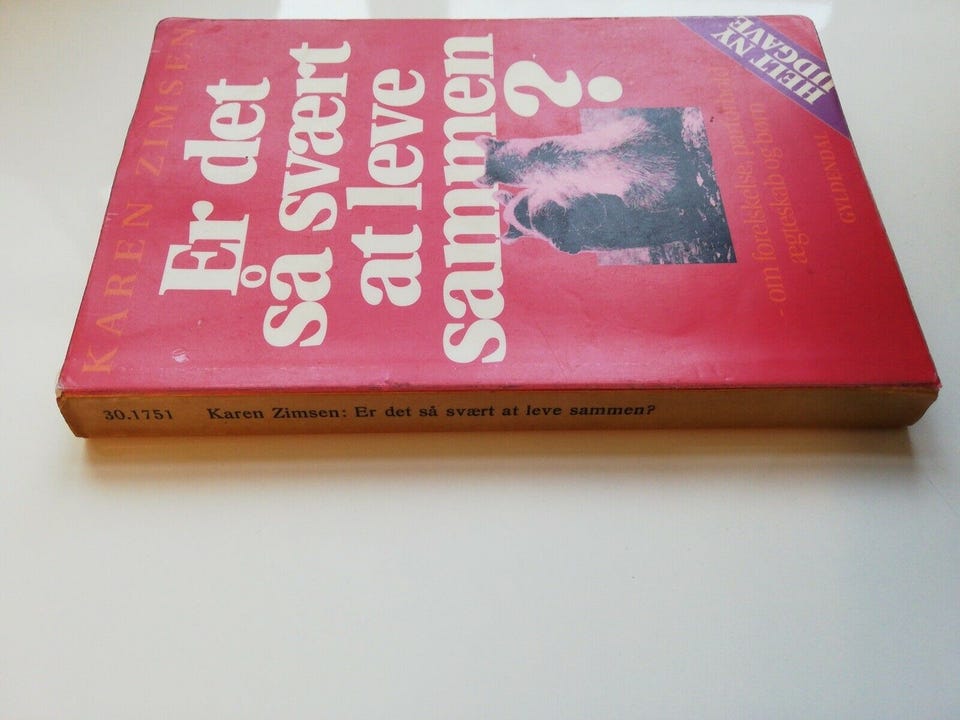 KAREN ZIMSEN
Er det
så svært
at leve
sammen?
- om forelskelse, parforhold,
ægteskab og børn
GYLDENDAL
HELT NY
UDGAVE
30.1751 Karen Zimsen: Er det så svært at leve sammen?